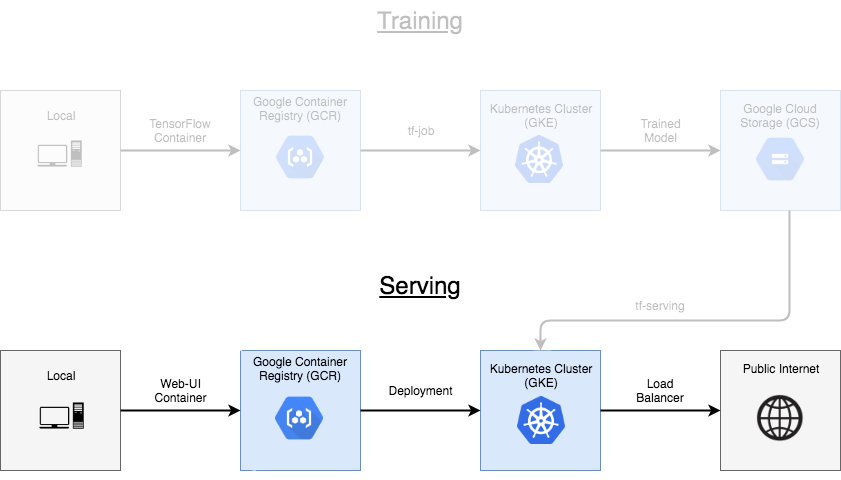 Training
Local
TensorFlow
Container
Google Container
Registry (GCR)
tf-job
Kubernetes Cluster
(GKE)
Trained
Model
Google Cloud
Storage (GCS)
tf-serving
Serving
Local
Web-UI
Container
Google Container
Registry (GCR)
Deployment
Kubernetes Cluster
(GKE)
Load
Balancer
Public Internet